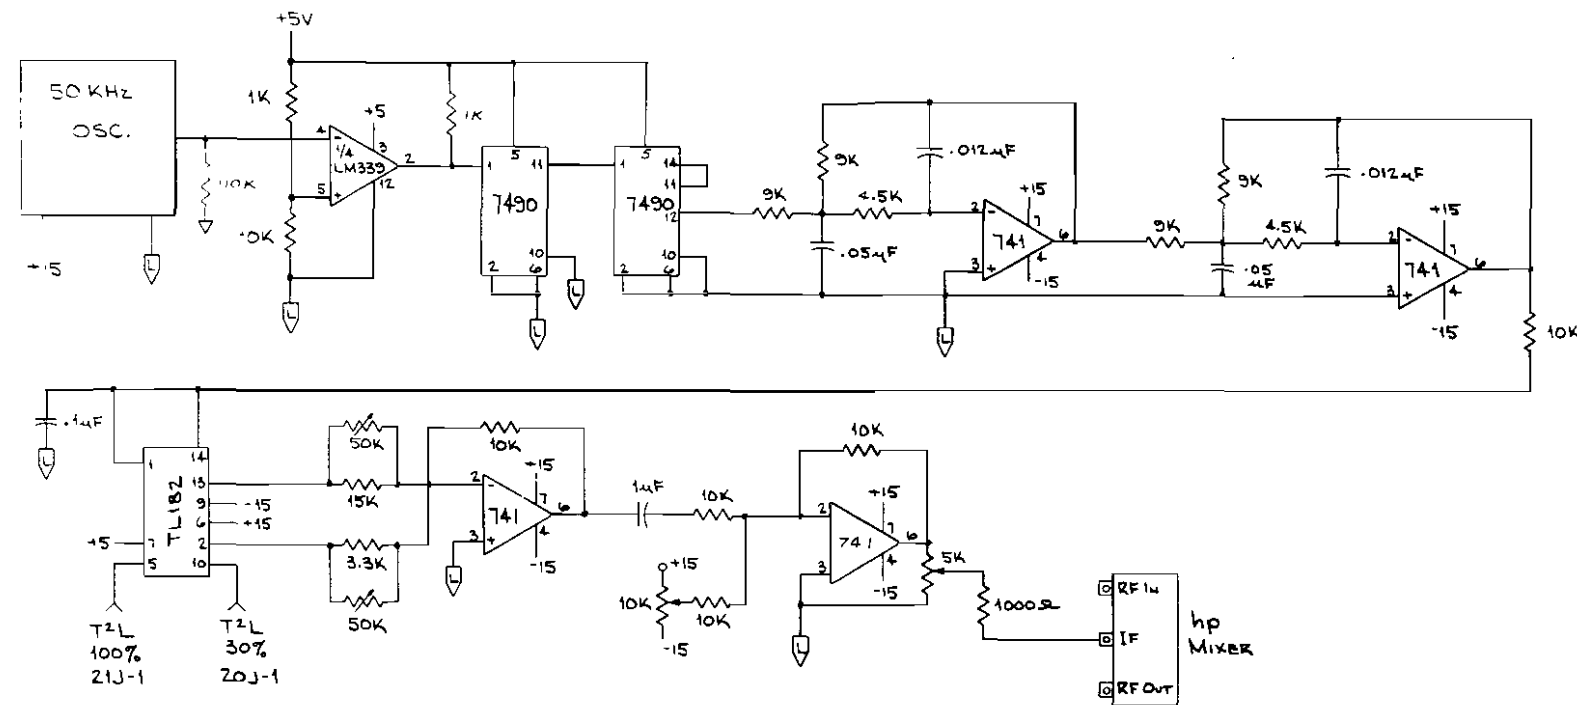 +5V
50 KHz
OSC.
+15
L
1K
+5
4
-
3
1/4
LM339
2
12
5
+
L
1K
1
5
11
7490
10
2
6
L
L
1
5
14
11
7490
12
10
2
6
9K
9K
4.5K
.012μF
.05μF
2
-
+15
7
741
6
4
3
+
-15
L
9K
9K
4.5K
.012μF
.05
μF
2
-
+15
7
741
6
4
3
+
-15
10K
.1μF
L
1
14
13
9
-15
6
+15
TL182
+5
7
2
5
10
T²L
100%
21J-1
T²L
30%
20J-1
50K
15K
3.3K
50K
10K
2
-
+15
7
741
6
4
3
+
-15
L
1μF
10K
+15
10K
10K
-15
10K
2
-
+15
7
741
6
4
3
+
-15
L
5K
1000Ω
RF IN
IF
RF OUT
hp
MIXER